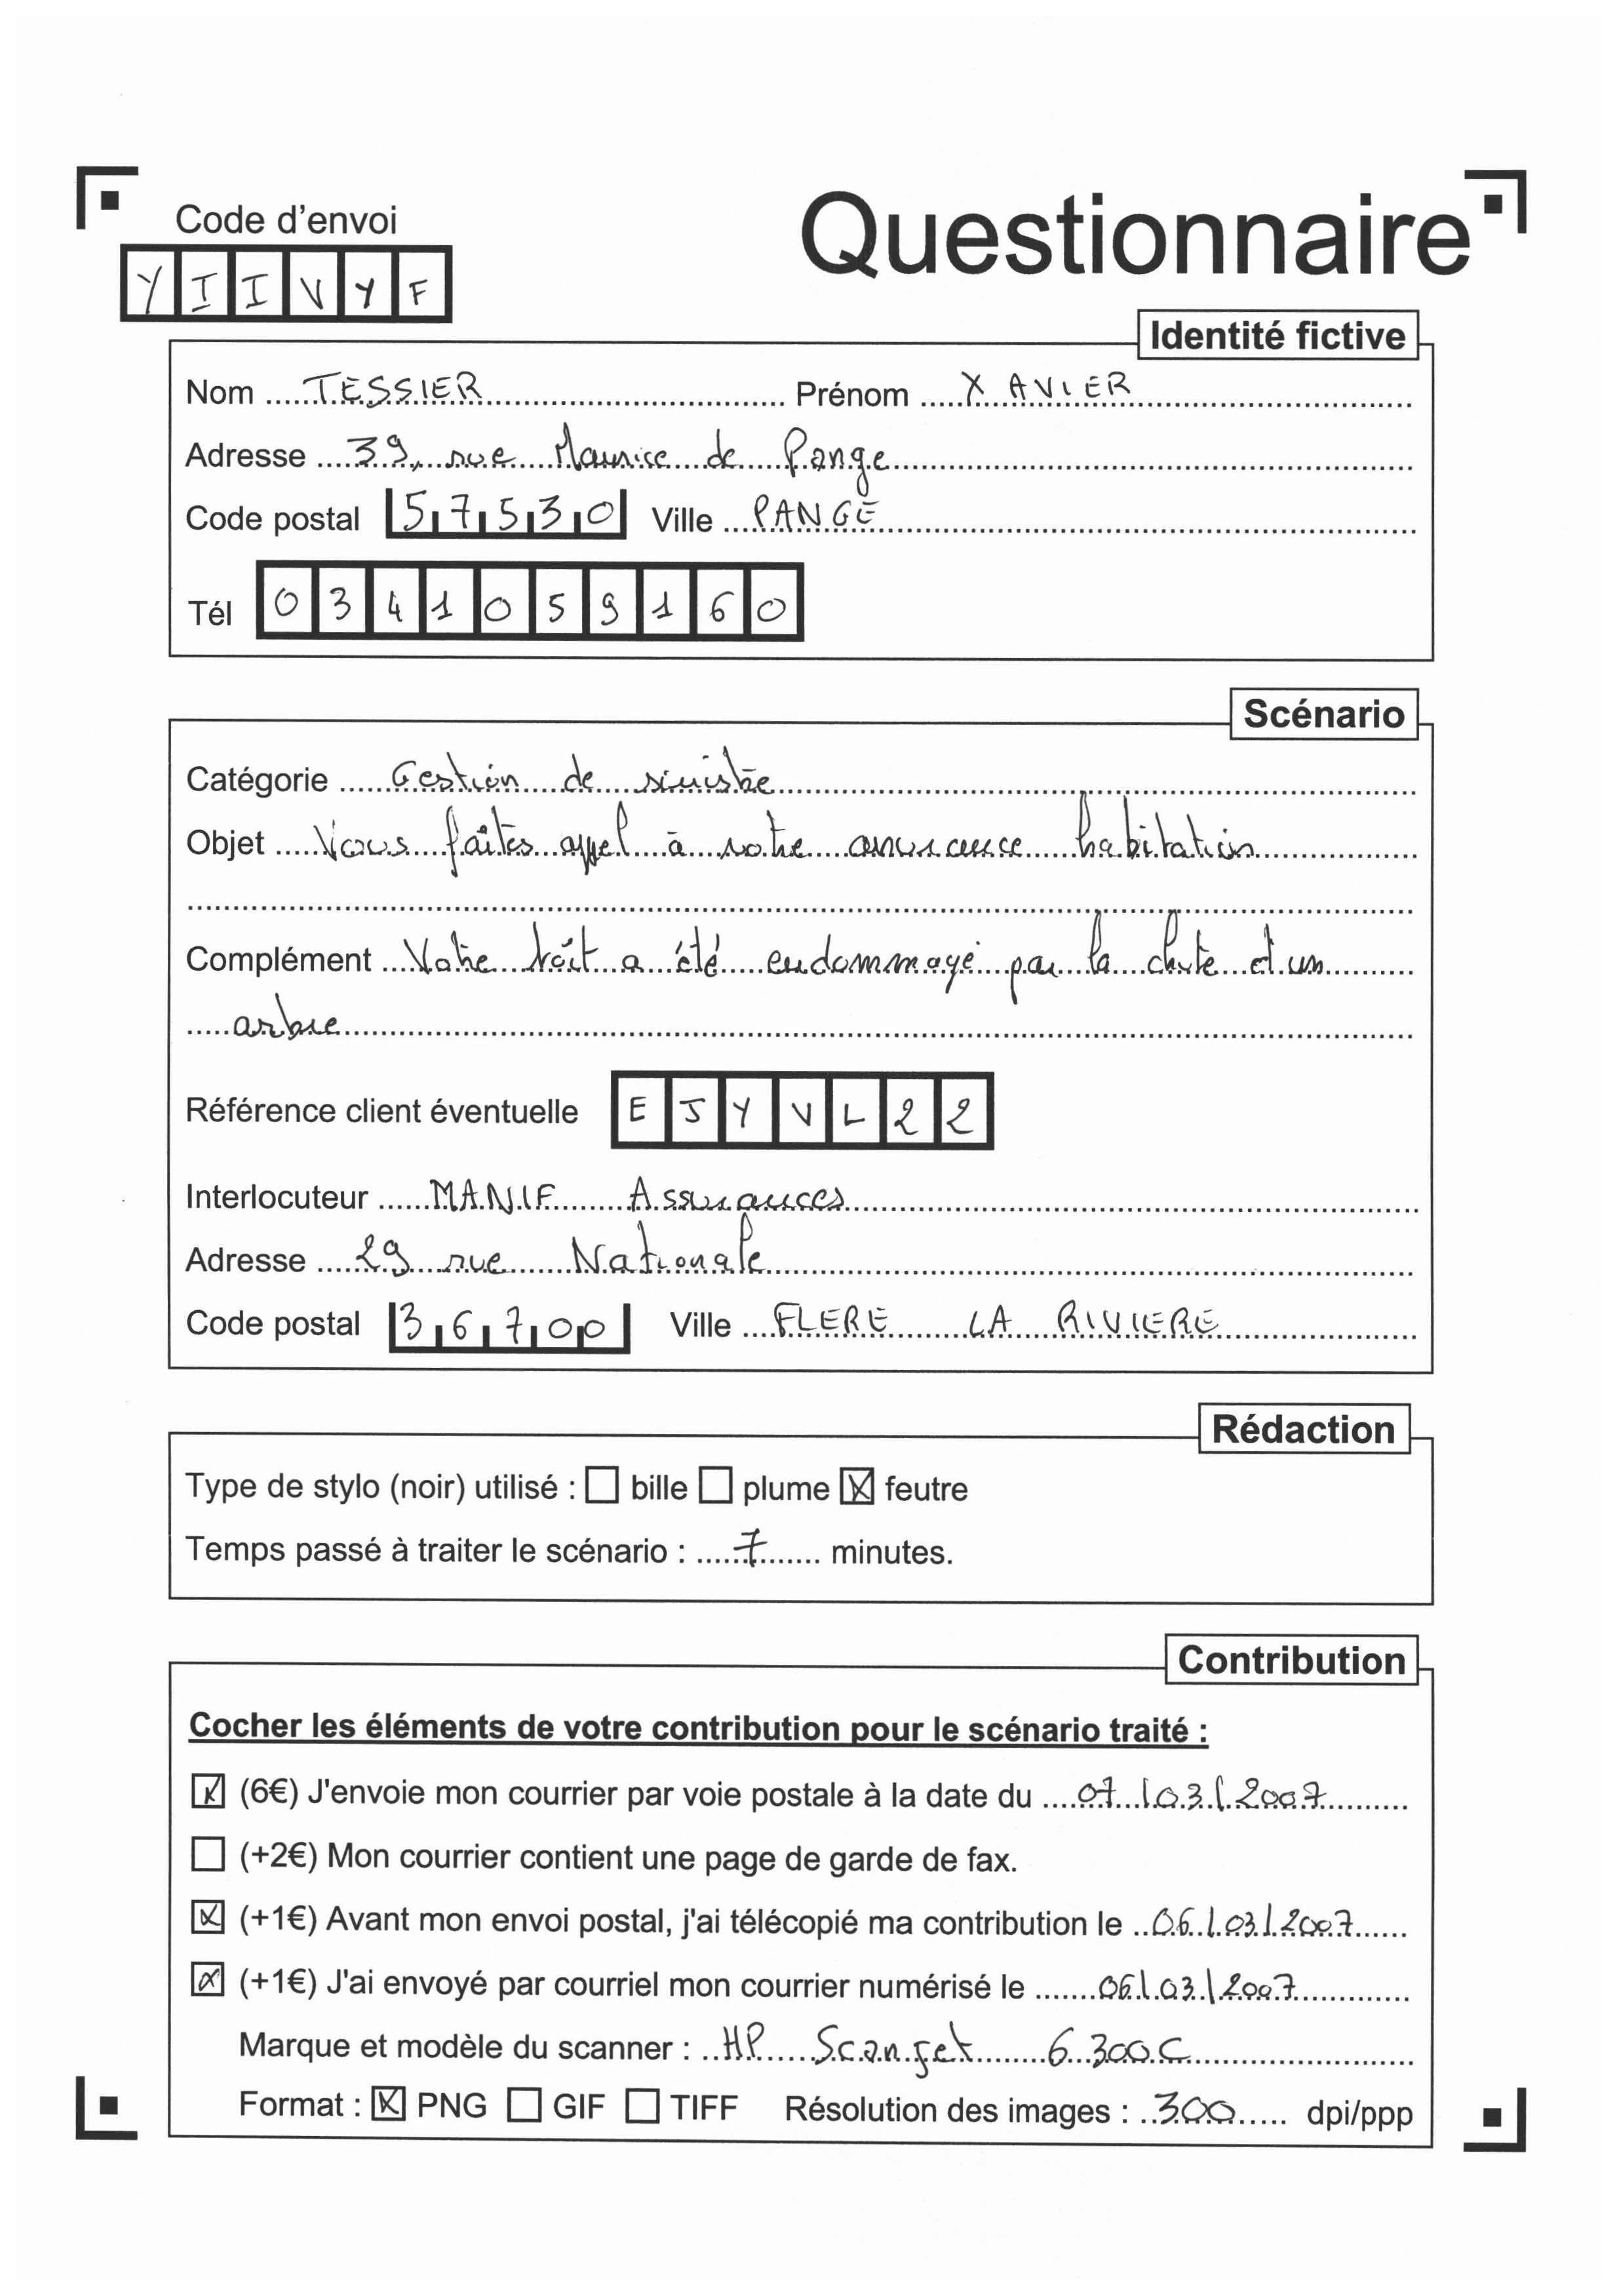 Code d'envoi
Questionnaire
YIIVYF
Identité fictive
Nom TESSIER Prénom XAVIER
Adresse 39, rue Maurice de Pange
Code postal 57530 Ville PANGE
Tél 0341059160
Scénario
Catégorie Gestion de sinistre
Objet Vous faîtes appel à votre assurance habitation
Complément Votre toît a été endommagé par la chute d'un
arbre
Référence client éventuelle EJYVL22
Interlocuteur MANIF Assurances
Adresse 29 rue Nationale
Code postal 36700 Ville FLERE LA RIVIERE
Rédaction
Type de stylo (noir) utilisé : bille plume feutre
Temps passé à traiter le scénario : 7 minutes.
Contribution
Cocher les éléments de votre contribution pour le scénario traité :
(6€) J'envoie mon courrier par voie postale à la date du 07/03/2007
(+2€) Mon courrier contient une page de garde de fax.
(+1€) Avant mon envoi postal, j'ai télécopié ma contribution le 06/03/2007
(+1€) J'ai envoyé par courriel mon courrier numérisé le 06/03/2007
Marque et modèle du scanner : HP Scanjet 6300C
Format : PNG GIF TIFF Résolution des images : 300 dpi/ppp